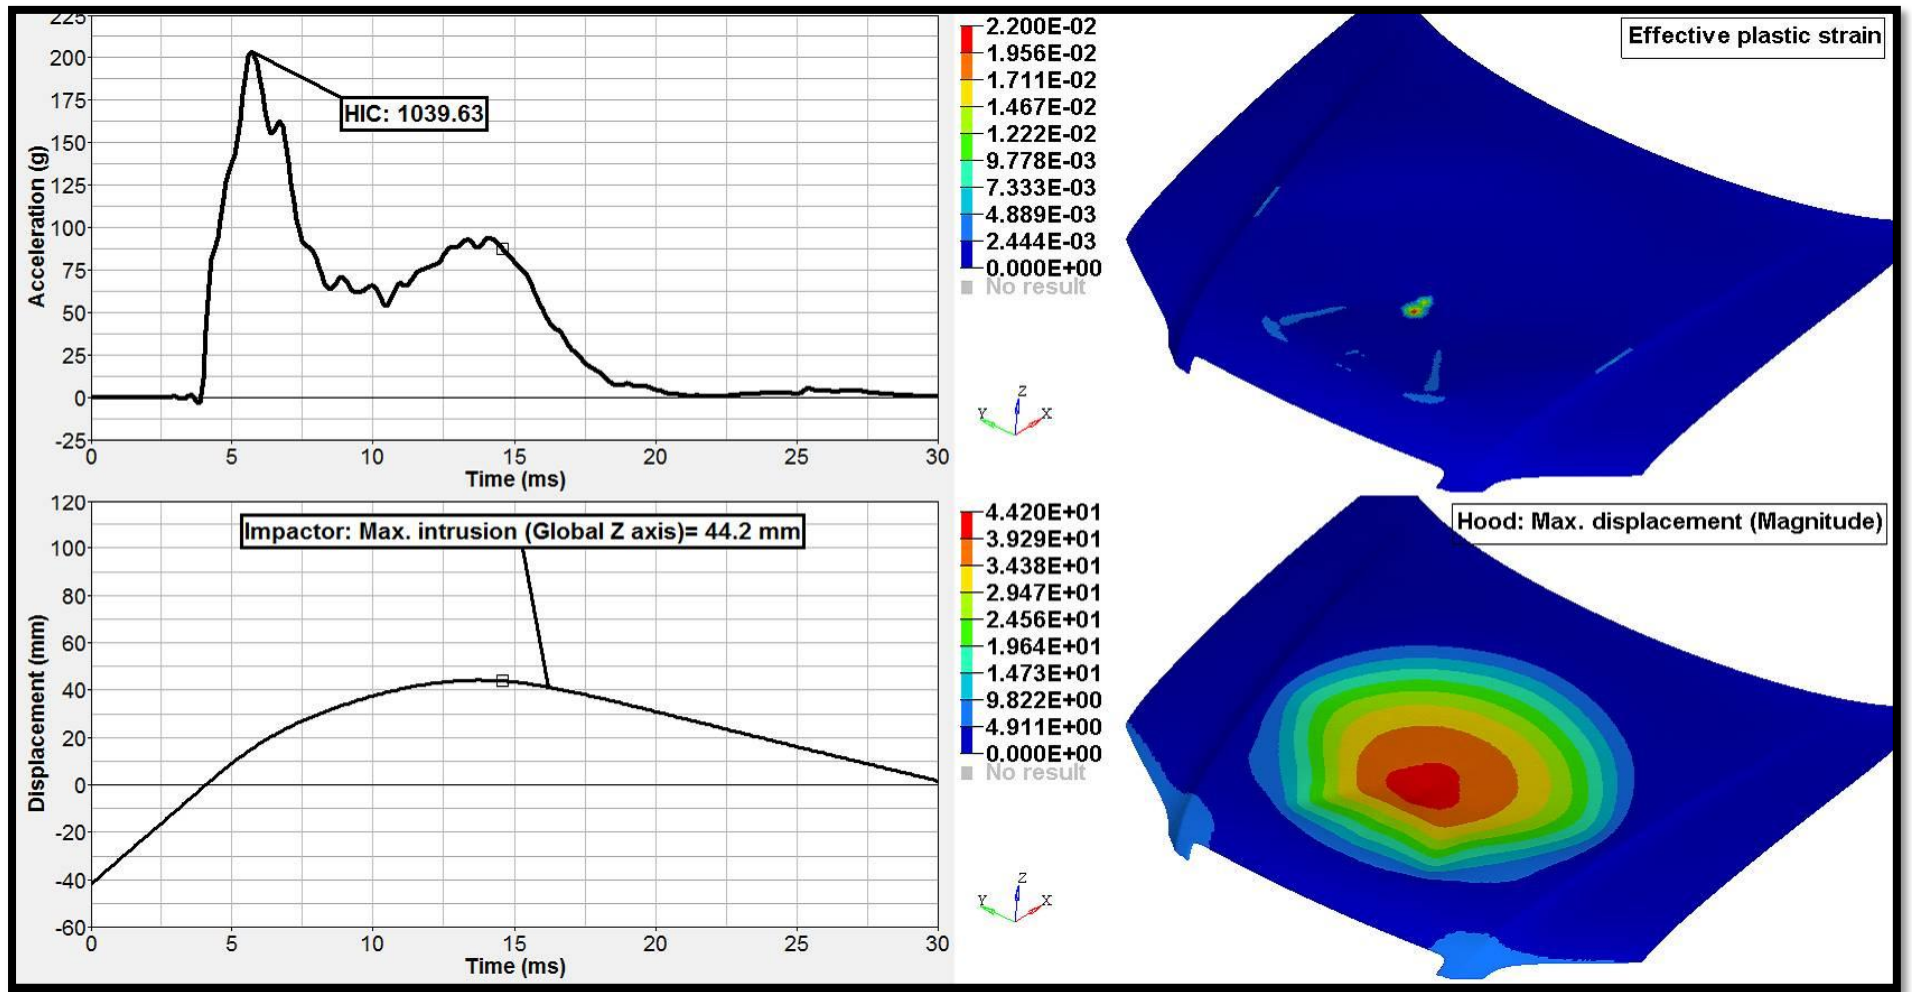 225
200
175
150
125
100
75
50
25
0
-25
Acceleration (g)
HIC: 1039.63
0 5 10 15 20 25 30
Time (ms)
2.200E-02
1.956E-02
1.711E-02
1.467E-02
1.222E-02
9.778E-03
7.333E-03
4.889E-03
2.444E-03
0.000E+00
No result
Effective plastic strain
Z
Y X
120
100
80
60
40
20
0
-20
-40
-60
Displacement (mm)
Impactor: Max. intrusion (Global Z axis)= 44.2 mm
0 5 10 15 20 25 30
Time (ms)
4.420E+01
3.929E+01
3.438E+01
2.947E+01
2.456E+01
1.964E+01
1.473E+01
9.822E+00
4.911E+00
0.000E+00
No result
Hood: Max. displacement (Magnitude)
Z
Y X